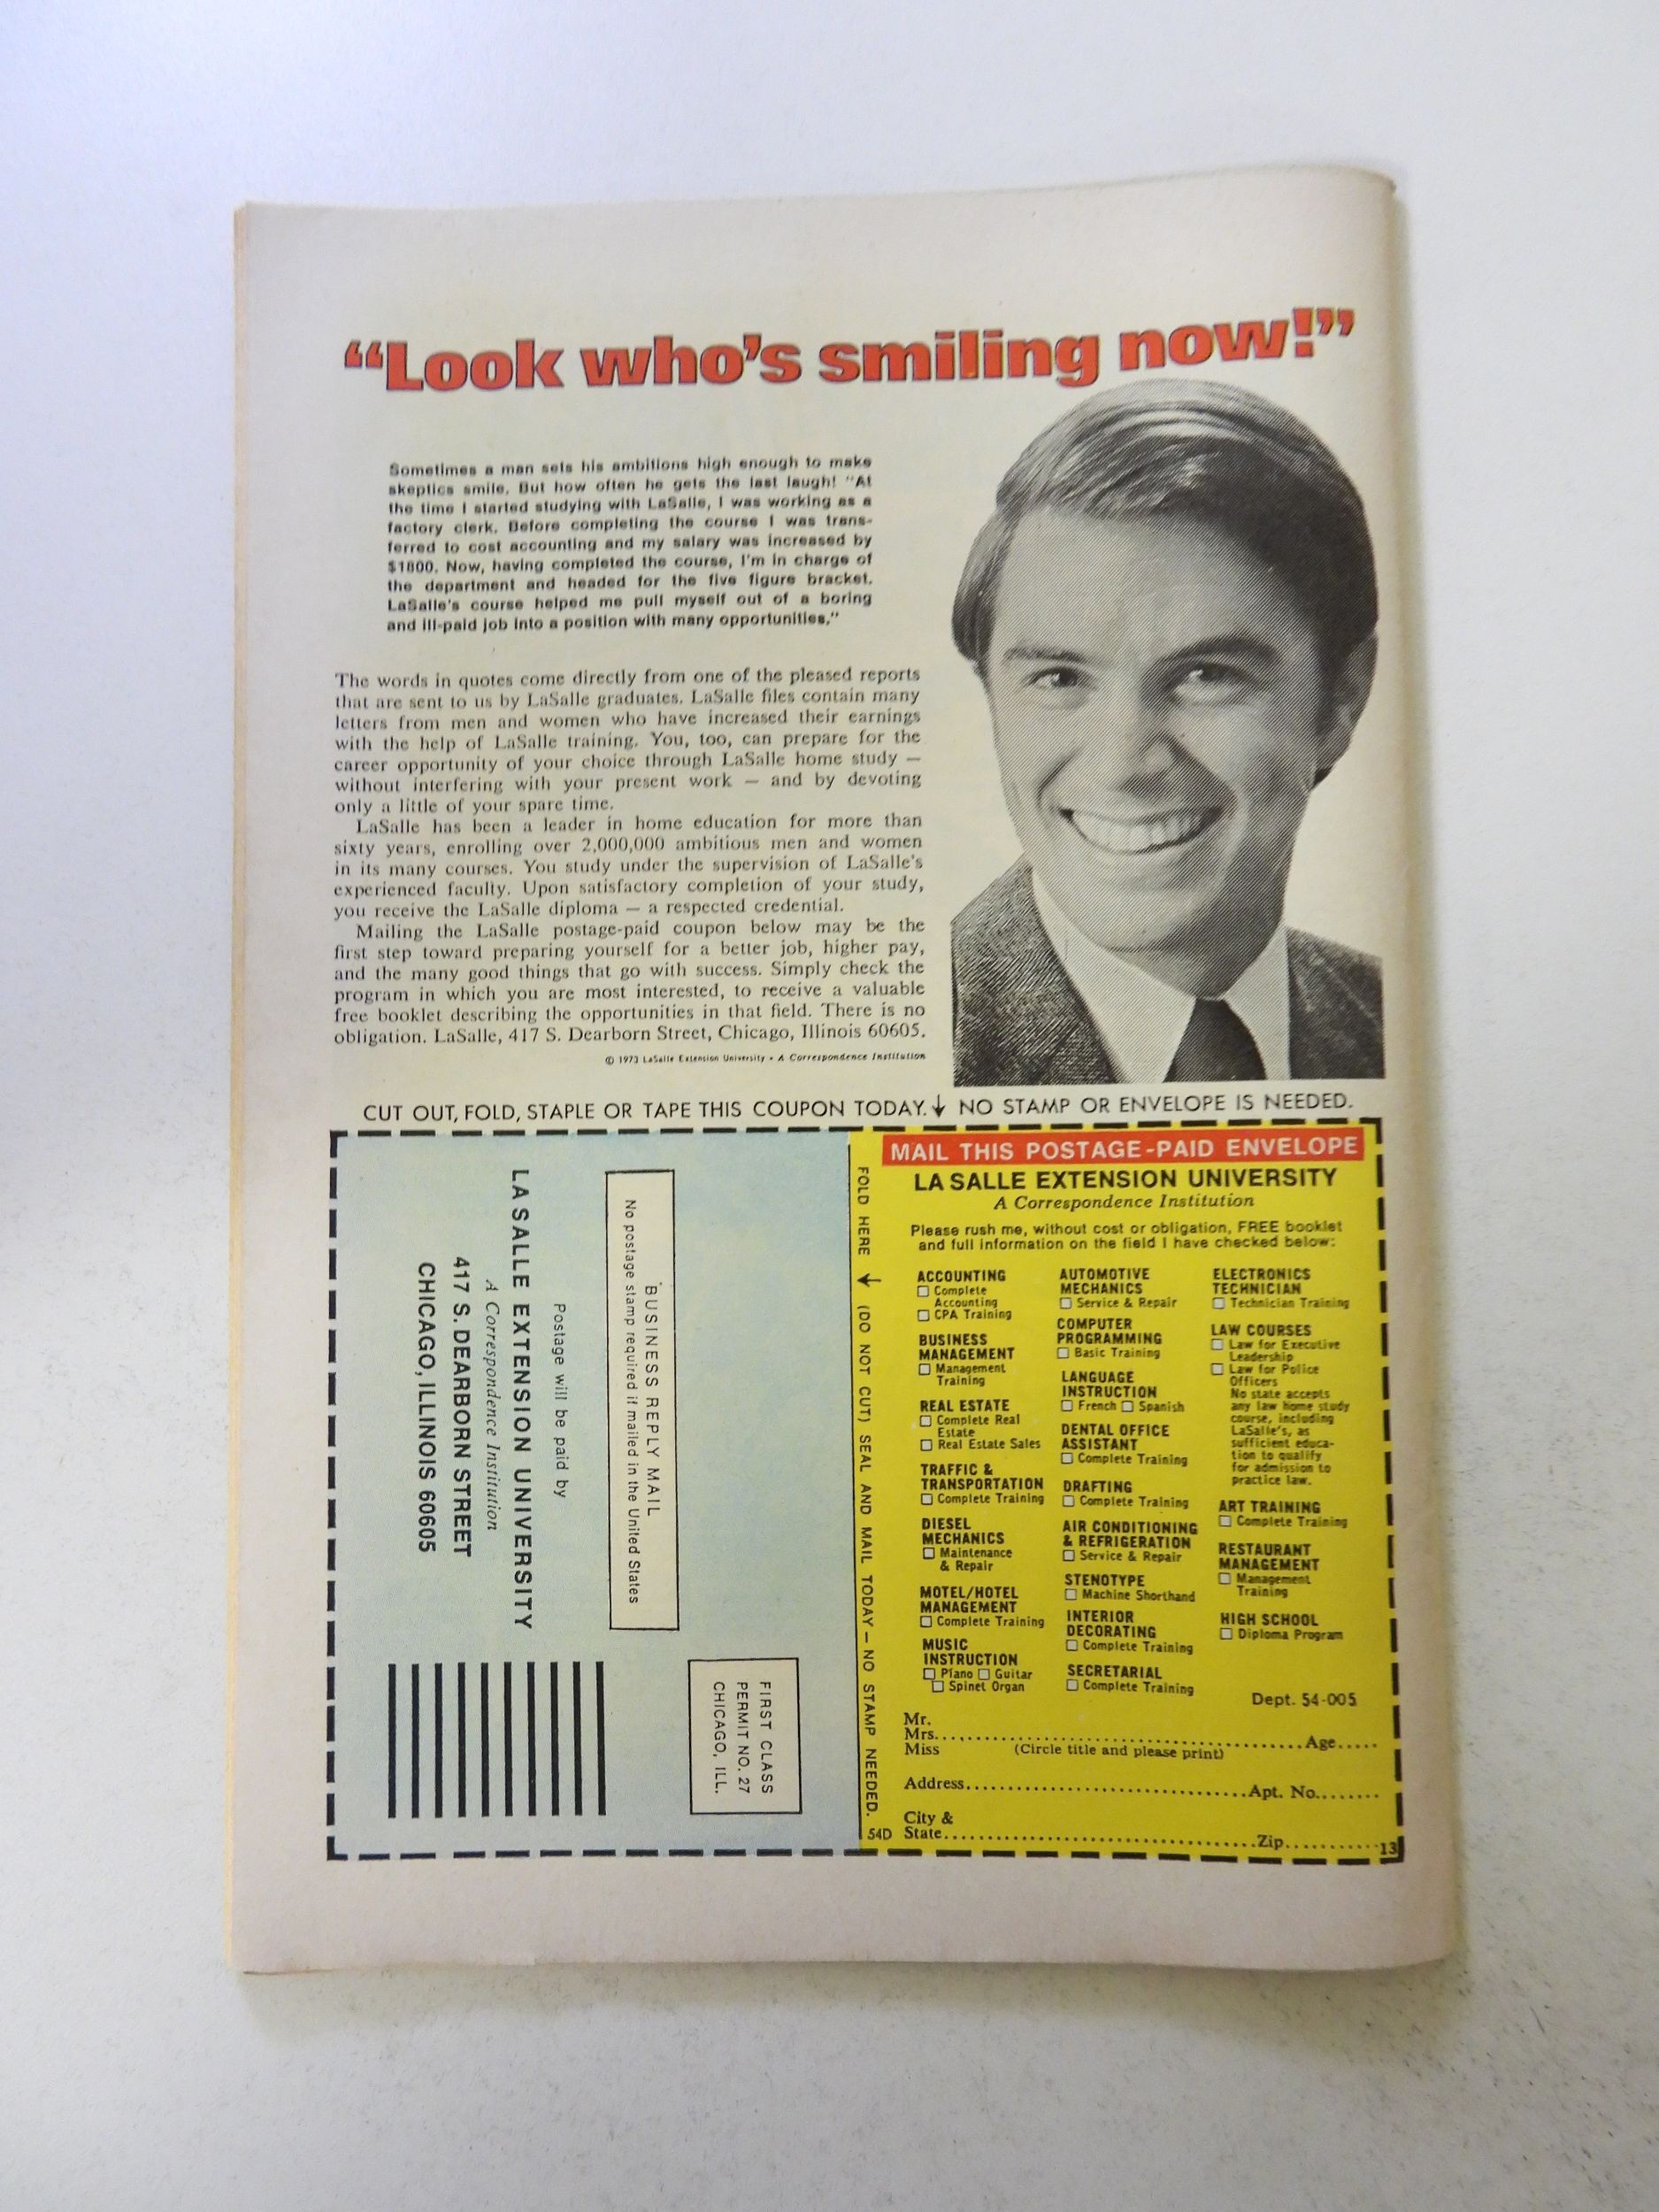 “Look who’s smiling now!”
Sometimes a man sets his ambitions high enough to make
skeptics smile. But how often he gets the last laugh! "At
the time I started studying with LaSalle, I was working as a
factory clerk. Before completing the course I was trans-
ferred to cost accounting and my salary was increased by
$1800. Now, having completed the course, I'm in charge of
the department and headed for the five figure bracket.
LaSalle's course helped me pull myself out of a boring
and ill-paid job into a position with many opportunities."
The words in quotes come directly from one of the pleased reports
that are sent to us by LaSalle graduates. LaSalle files contain many
letters from men and women who have increased their earnings
with the help of LaSalle training. You, too, can prepare for the
career opportunity of your choice through LaSalle home study —
without interfering with your present work — and by devoting
only a little of your spare time.
LaSalle has been a leader in home education for more than
sixty years, enrolling over 2,000,000 ambitious men and women
in its many courses. You study under the supervision of LaSalle's
experienced faculty. Upon satisfactory completion of your study,
you receive the LaSalle diploma — a respected credential.
Mailing the LaSalle postage-paid coupon below may be the
first step toward preparing yourself for a better job, higher pay,
and the many good things that go with success. Simply check the
program in which you are most interested, to receive a valuable
free booklet describing the opportunities in that field. There is no
obligation. LaSalle, 417 S. Dearborn Street, Chicago, Illinois 60605.
© 1973 LaSalle Extension University • A Correspondence Institution
CUT OUT, FOLD, STAPLE OR TAPE THIS COUPON TODAY.↓ NO STAMP OR ENVELOPE IS NEEDED.
FIRST CLASS
PERMIT NO. 27
CHICAGO, ILL.
BUSINESS REPLY MAIL
No postage stamp required if mailed in the United States
Postage will be paid by
LASALLE EXTENSION UNIVERSITY
A Correspondence Institution
417 S. DEARBORN STREET
CHICAGO, ILLINOIS 60605
FOLD HERE ↓ (DO NOT CUT) SEAL AND MAIL TODAY — NO STAMP NEEDED.
54D
MAIL THIS POSTAGE-PAID ENVELOPE
LA SALLE EXTENSION UNIVERSITY
A Correspondence Institution
Please rush me, without cost or obligation, FREE booklet
and full information on the field I have checked below:
ACCOUNTING
☐ Complete
Accounting
☐ CPA Training
BUSINESS
MANAGEMENT
☐ Management
Training
REAL ESTATE
☐ Complete Real
Estate
☐ Real Estate Sales
TRAFFIC &
TRANSPORTATION
☐ Complete Training
DIESEL
MECHANICS
☐ Maintenance
& Repair
MOTEL/HOTEL
MANAGEMENT
☐ Complete Training
MUSIC
INSTRUCTION
☐ Piano ☐ Guitar
☐ Spinet Organ
AUTOMOTIVE
MECHANICS
☐ Service & Repair
COMPUTER
PROGRAMMING
☐ Basic Training
LANGUAGE
INSTRUCTION
☐ French ☐ Spanish
DENTAL OFFICE
ASSISTANT
☐ Complete Training
DRAFTING
☐ Complete Training
AIR CONDITIONING
& REFRIGERATION
☐ Service & Repair
STENOTYPE
☐ Machine Shorthand
INTERIOR
DECORATING
☐ Complete Training
SECRETARIAL
☐ Complete Training
ELECTRONICS
TECHNICIAN
☐ Technician Training
LAW COURSES
☐ Law for Executive
Leadership
☐ Law for Police
Officers
No state accepts
any law home study
course, including
LaSalle's, as
sufficient educa-
tion to qualify
for admission to
practice law.
ART TRAINING
☐ Complete Training
RESTAURANT
MANAGEMENT
☐ Management
Training
HIGH SCHOOL
☐ Diploma Program
Dept. 54-005
Mr.
Mrs. Age
Miss (Circle title and please print)
Address Apt. No.
City &
State Zip
13